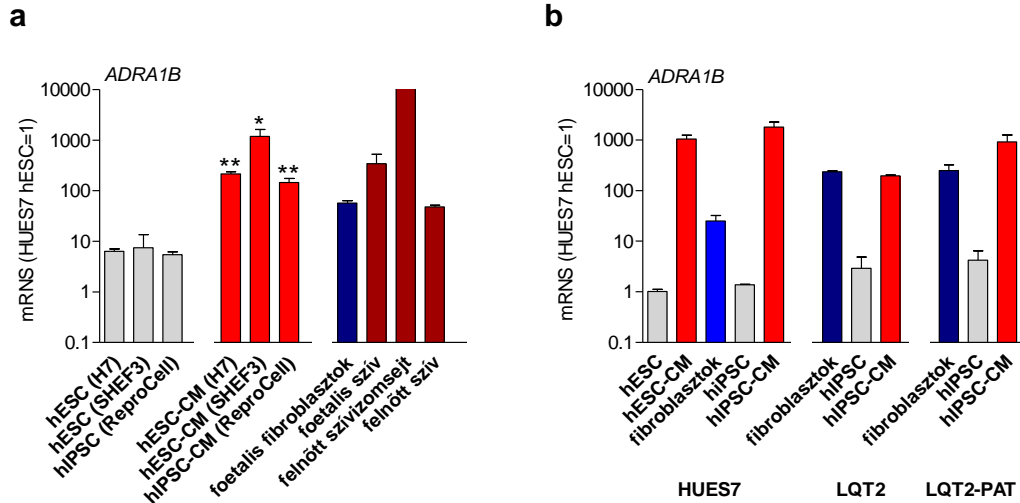 a
ADRA1B
mRNS (HUES7 hESC=1)
10000
1000
100
10
1
0.1
**
*
**
hESC (H7)
hESC (SHEF3)
hIPSC (ReproCell)
hESC-CM (H7)
hESC-CM (SHEF3)
hIPSC-CM (ReproCell)
foetalis fibroblasztok
foetalis szív
felnőtt szívizomsejt
felnőtt szív
b
ADRA1B
mRNS (HUES7 hESC=1)
10000
1000
100
10
1
0.1
hESC
hESC-CM
fibroblasztok
hiPSC
hIPSC-CM
fibroblasztok
hIPSC
hIPSC-CM
fibroblasztok
hIPSC
hIPSC-CM
HUES7
LQT2
LQT2-PAT